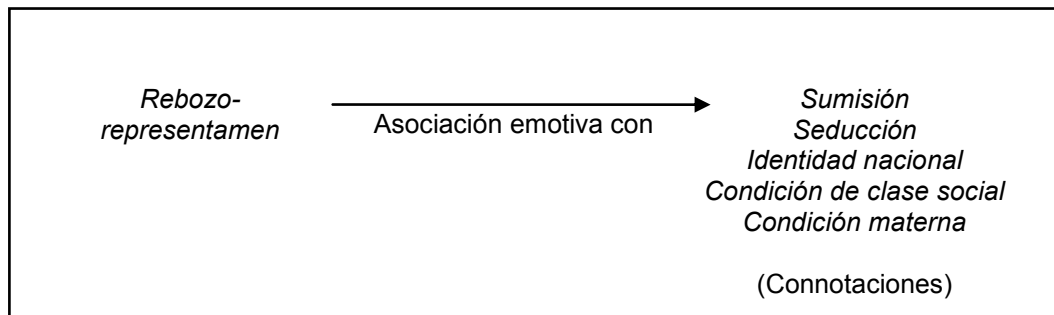 Rebozo-
representamen
Asociación emotiva con
Sumisión
Seducción
Identidad nacional
Condición de clase social
Condición materna
(Connotaciones)